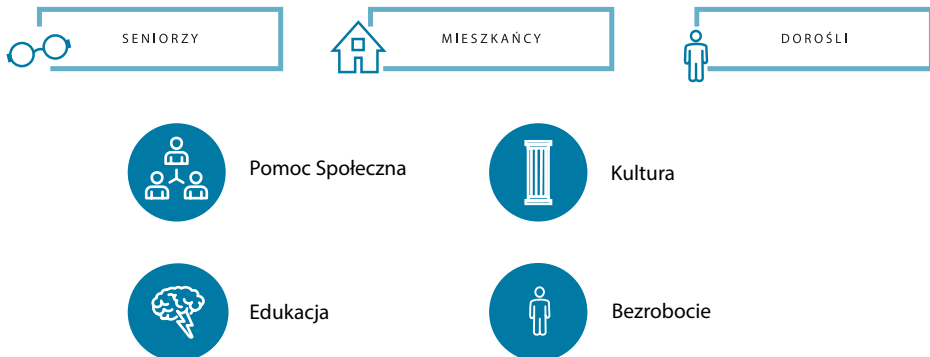 SENIORZY
MIESZKAŃCY
DOROŚLI
Pomoc Społeczna
Kultura
Edukacja
Bezrobocie